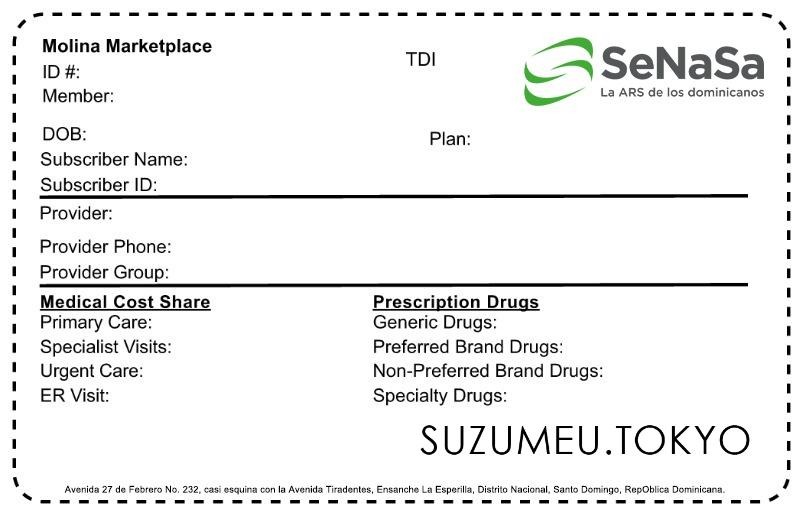 Molina Marketplace
TDI
SeNaSa
ID #:
La ARS de los dominicanos
Member:
DOB:
Plan:
Subscriber Name:
Subscriber ID:
Provider:
Provider Phone:
Provider Group:
Medical Cost Share
Prescription Drugs
Primary Care:
Generic Drugs:
Specialist Visits:
Preferred Brand Drugs:
Urgent Care:
Non-Preferred Brand Drugs:
ER Visit:
Specialty Drugs:
SUZUMEU.TOKYO
Avenida 27 de Febrero No. 232, casi esquina con la Avenida Tiradentes, Ensanche La Esperilla, Distrito Nacional, Santo Domingo, RepOblica Dominicana.